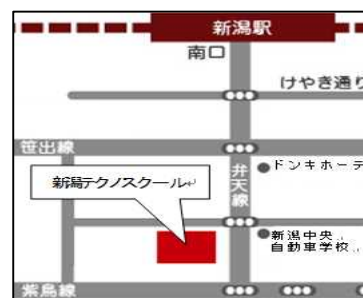 新潟駅
南口
けやき通り
笹出線
弁天線
ドンキホーテ
新潟テクノスクール
新潟中央
自動車学校
紫鳥線